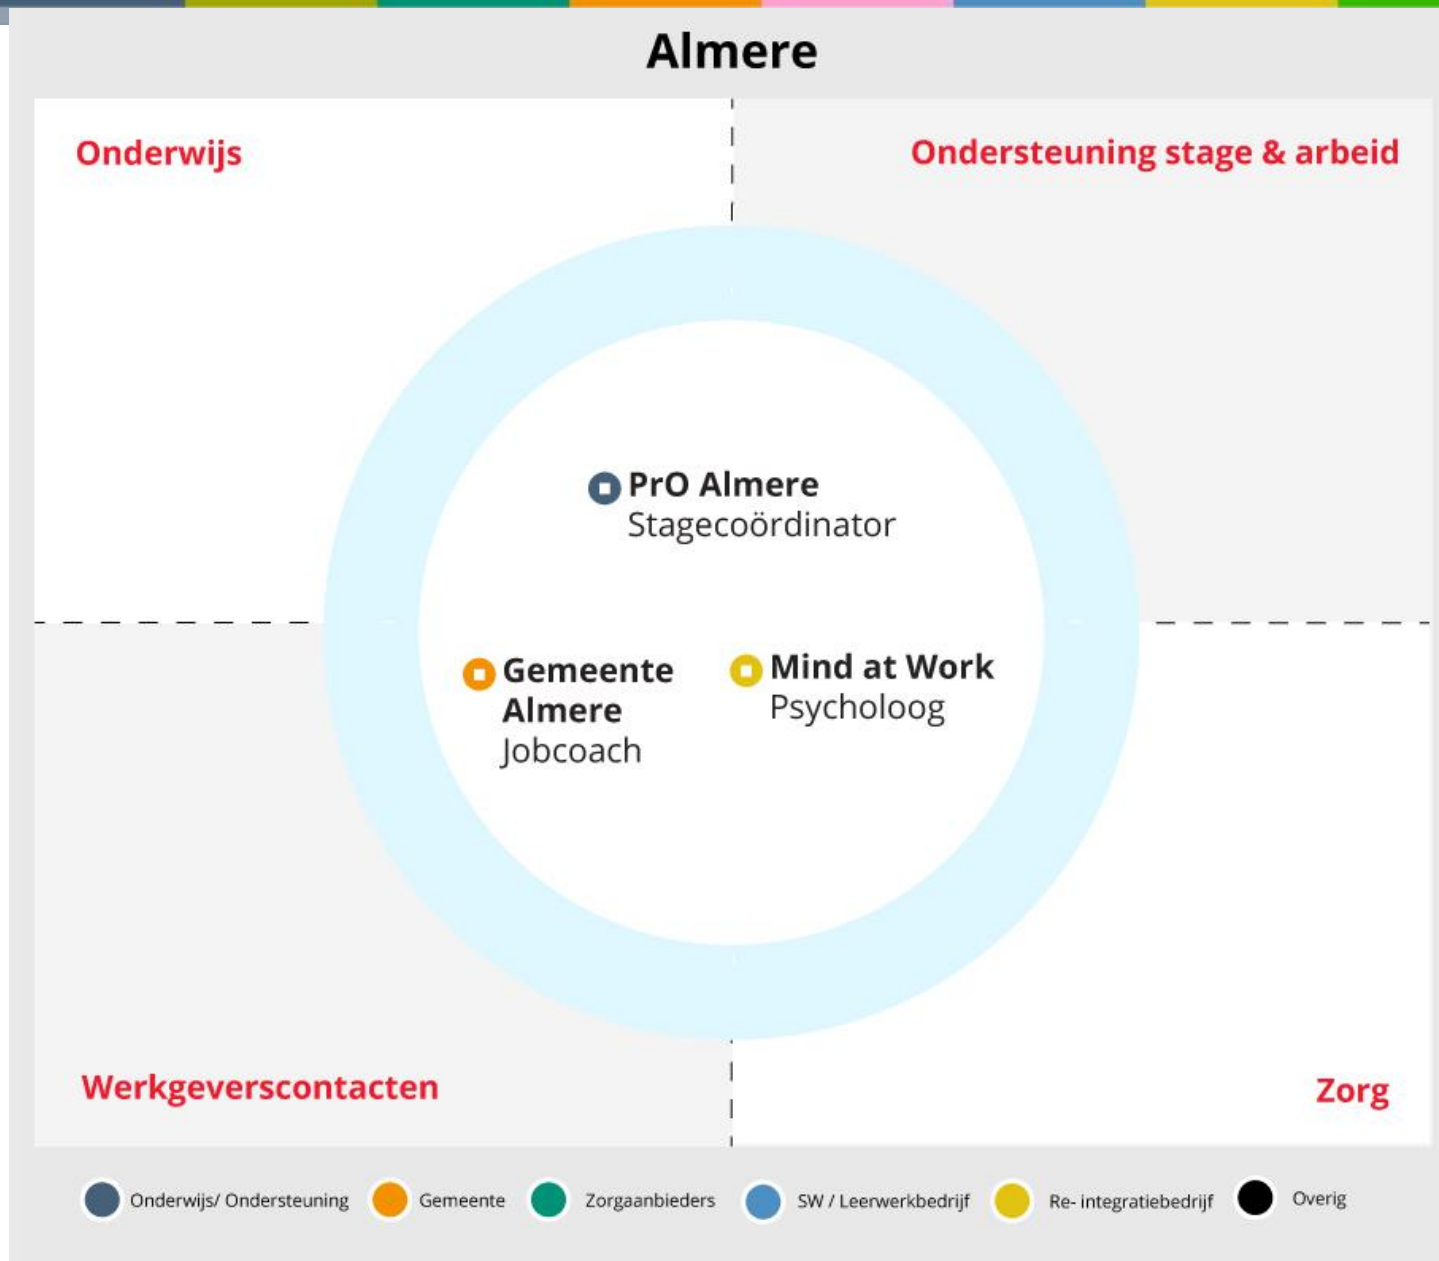 Almere
Onderwijs
Ondersteuning stage & arbeid
PrO Almere
Stagecoördinator
Gemeente
Almere
Jobcoach
Mind at Work
Psycholoog
Werkgeverscontacten
Zorg
Onderwijs/ Ondersteuning
Gemeente
Zorgaanbieders
SW / Leerwerkbedrijf
Re- integratiebedrijf
Overig